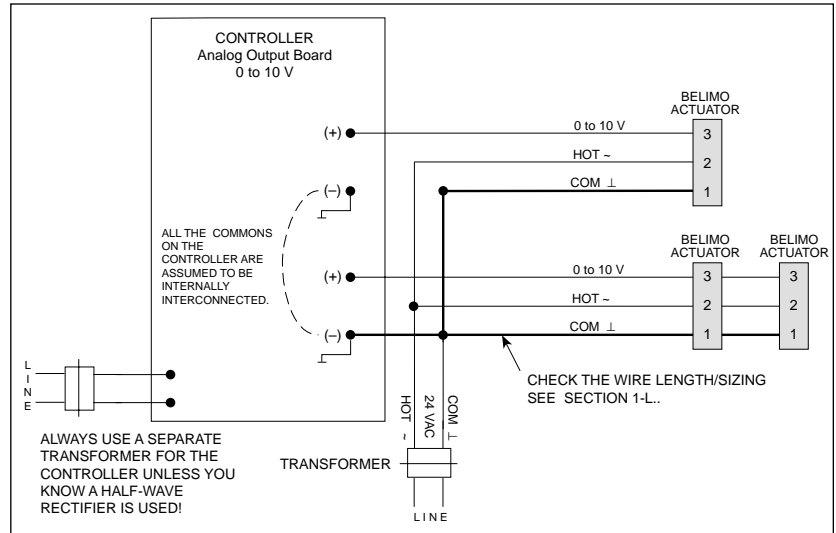 CONTROLLER
Analog Output Board
0 to 10 V
BELIMO
ACTUATOR
(+)
0 to 10 V
3
HOT ~
2
(–)
COM ⊥
1
ALL THE COMMONS
ON THE
CONTROLLER ARE
ASSUMED TO BE
INTERNALLY
INTERCONNECTED.
BELIMO
ACTUATOR
BELIMO
ACTUATOR
(+)
0 to 10 V
3
3
HOT ~
2
2
(–)
COM ⊥
1
1
LINE
CHECK THE WIRE LENGTH/SIZING
SEE SECTION 1-L..
HOT ~
24 VAC
COM ⊥
ALWAYS USE A SEPARATE
TRANSFORMER FOR THE
CONTROLLER UNLESS YOU
KNOW A HALF-WAVE
RECTIFIER IS USED!
TRANSFORMER
LINE